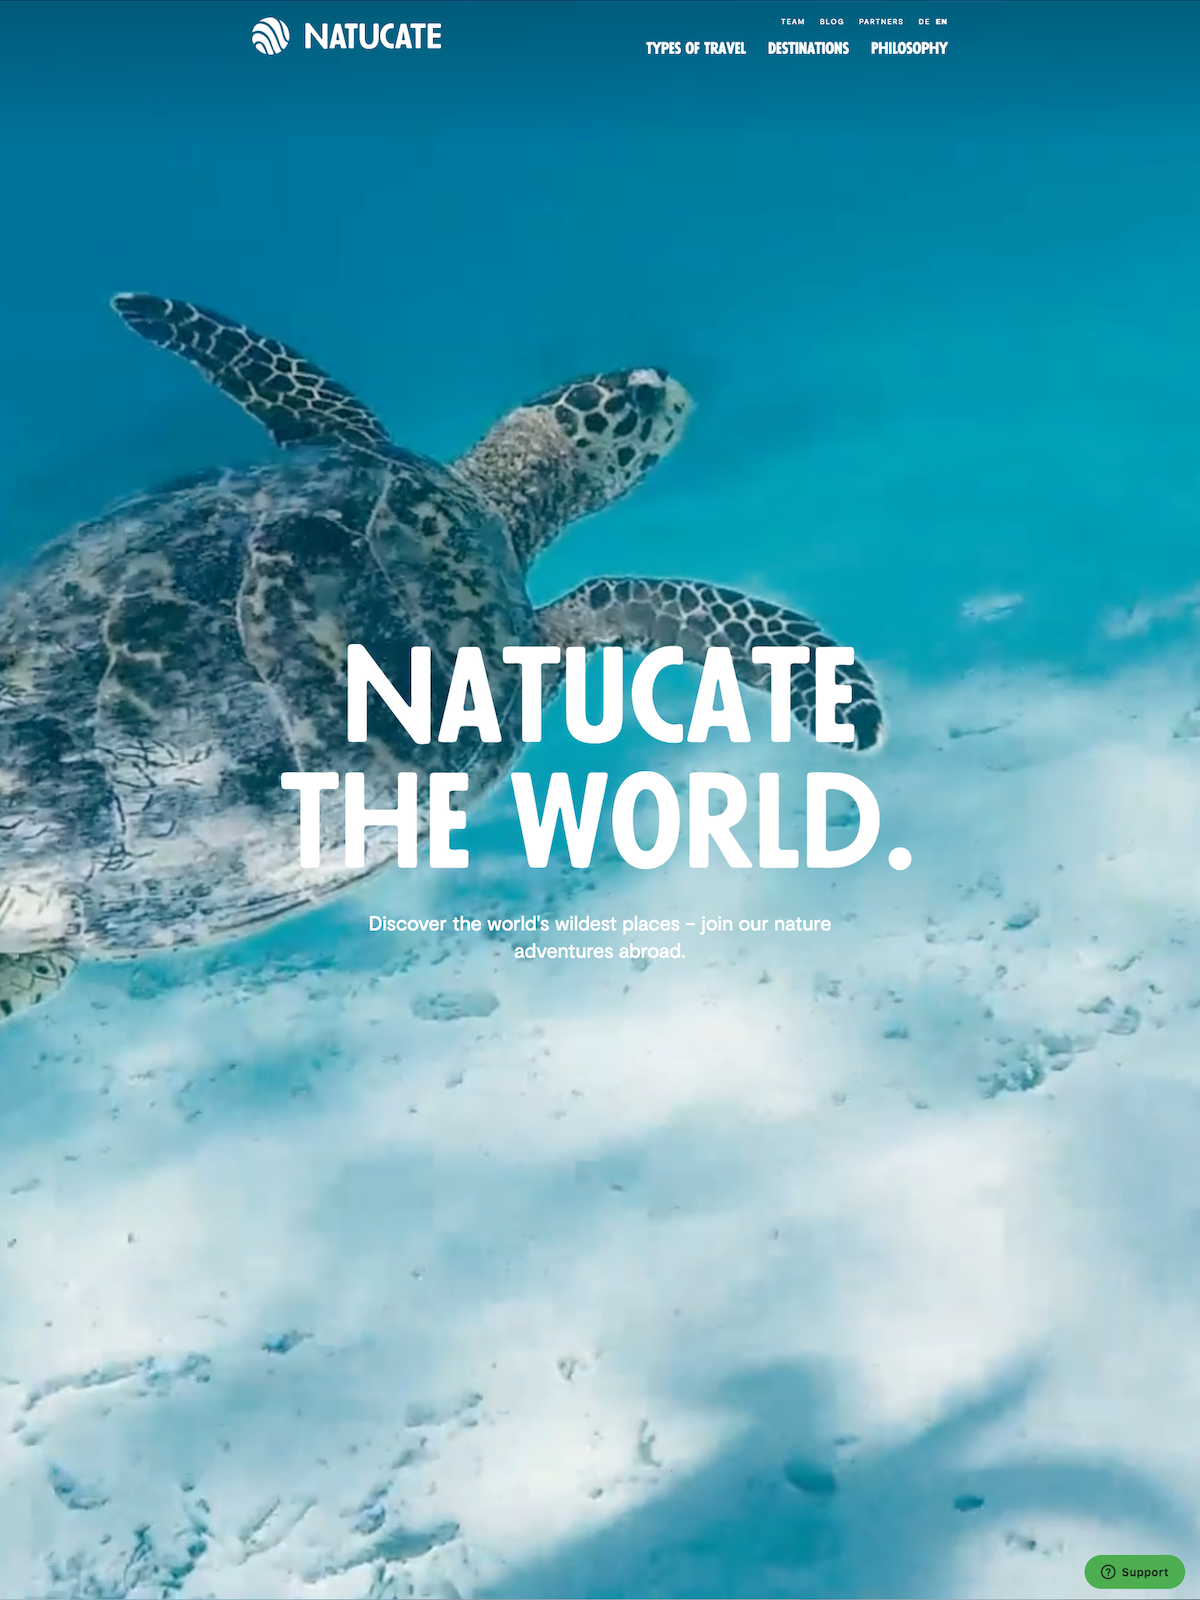 NATUCATE
TEAM BLOG PARTNERS DE EN
TYPES OF TRAVEL DESTINATIONS PHILOSOPHY
NATUCATE
THE WORLD.
Discover the world's wildest places – join our nature
adventures abroad.
Support